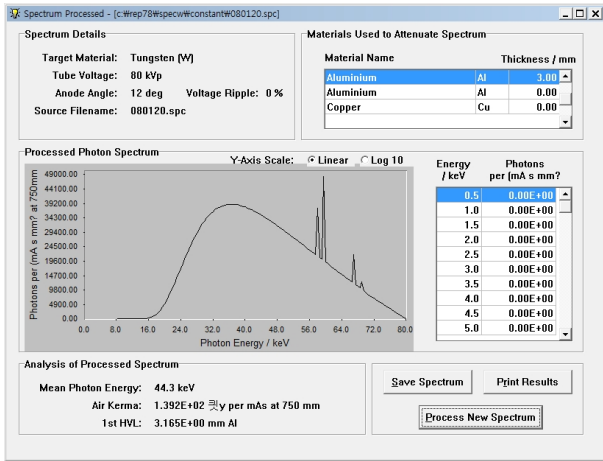 Spectrum Processed - [c:₩rep78₩specw₩constant₩080120.spc]
Spectrum Details
Target Material: Tungsten (W)
Tube Voltage: 80 kVp
Anode Angle: 12 deg Voltage Ripple: 0 %
Source Filename: 080120.spc
Materials Used to Attenuate Spectrum
Material Name Thickness / mm
Aluminium Al 3.00
Aluminium Al 0.00
Copper Cu 0.00
Processed Photon Spectrum
Y-Axis Scale: Linear Log 10
Photons per (mA s mm? at 750mm
49000.00
44100.00
39200.00
34300.00
29400.00
24500.00
19600.00
14700.00
9800.00
4900.00
0.00
0.0 8.0 16.0 24.0 32.0 40.0 48.0 56.0 64.0 72.0 80.0
Photon Energy / keV
Energy / keV
Photons per (mA s mm?
0.5 0.00E+00
1.0 0.00E+00
1.5 0.00E+00
2.0 0.00E+00
2.5 0.00E+00
3.0 0.00E+00
3.5 0.00E+00
4.0 0.00E+00
4.5 0.00E+00
5.0 0.00E+00
Analysis of Processed Spectrum
Mean Photon Energy: 44.3 keV
Air Kerma: 1.392E+02 킷y per mAs at 750 mm
1st HVL: 3.165E+00 mm Al
Save Spectrum
Print Results
Process New Spectrum